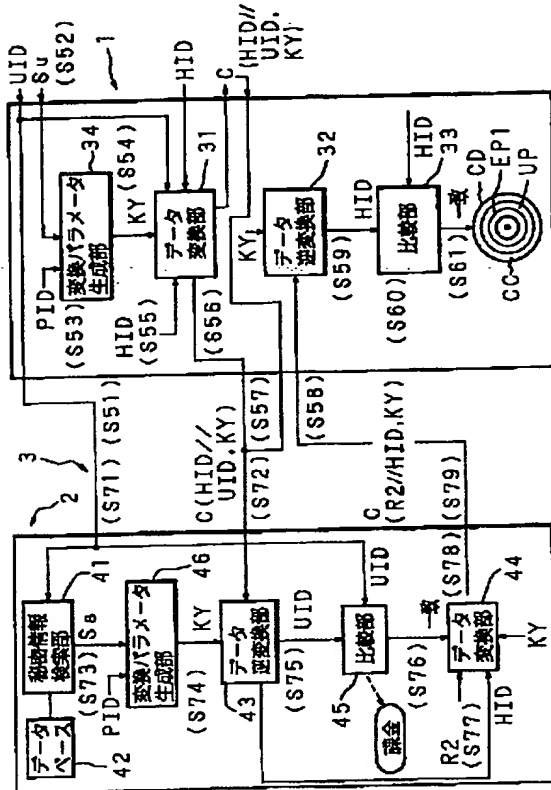 UID
Su
(S52)
1
PID
変換パラメータ
生成部
34
(S53)
KY
(S54)
HID
データ
変換部
31
C
(HID//
UID,
KY)
HID
(S55)
(S56)
KY
データ
逆変換部
32
(S59)
HID
(S60)
比較部
33
HID
(S61)
一致
CD
EP1
UP
CC
3
(S71)
(S51)
C(HID//
UID,KY)
(S57)
(S72)
(S58)
C
(R2//HID,KY)
(S78)
(S79)
2
データ
ベース
42
秘密情報
検索部
41
(S73)
Sa
PID
変換パラメータ
生成部
46
(S74)
KY
データ
逆変換部
43
(S75)
UID
UID
比較部
45
課金
(S76)
一致
データ
変換部
44
R2
(S77)
HID
KY